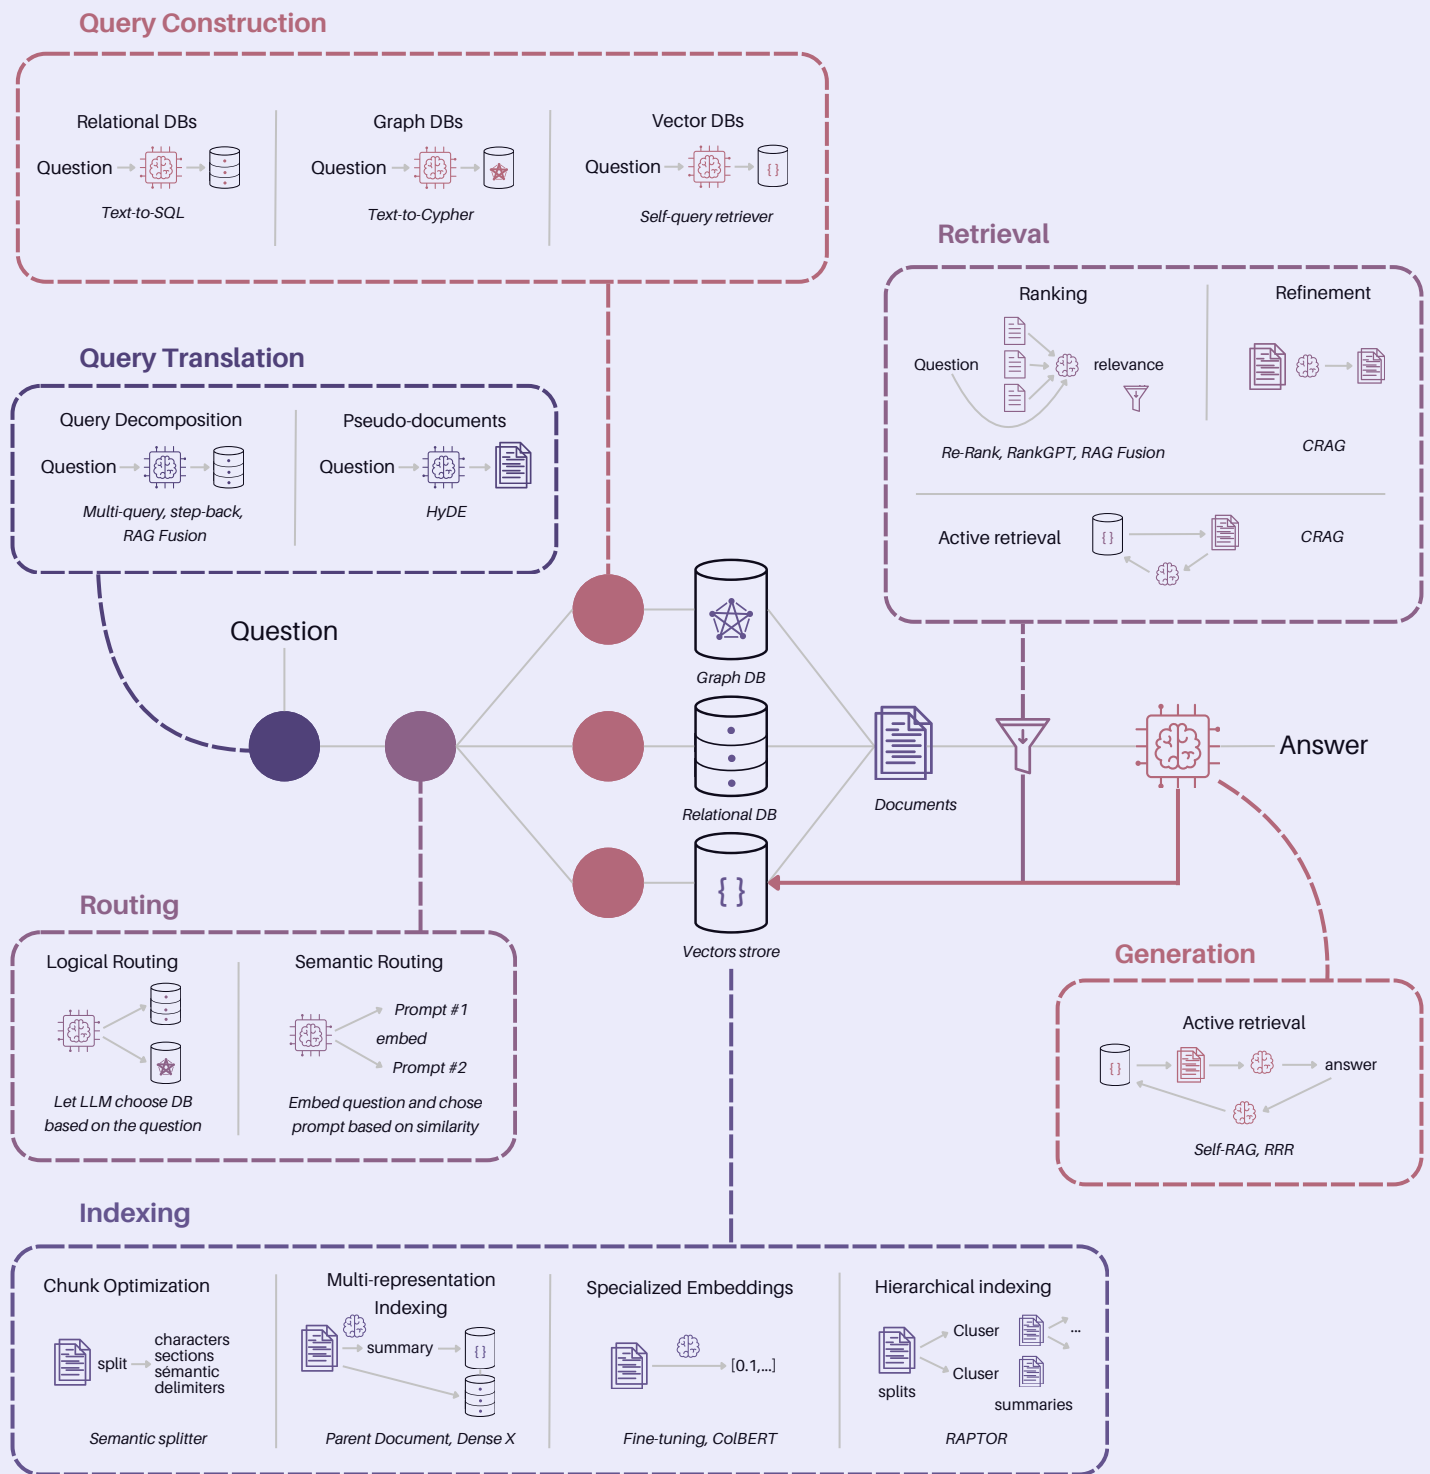 Query Construction
Relational DBs
Question
Text-to-SQL
Graph DBs
Question
Text-to-Cypher
Vector DBs
Question
{ }
Self-query retriever
Retrieval
Ranking
Question
relevance
Re-Rank, RankGPT, RAG Fusion
Refinement
CRAG
Active retrieval
{ }
CRAG
Query Translation
Query Decomposition
Question
Multi-query, step-back,
RAG Fusion
Pseudo-documents
Question
HyDE
Question
Graph DB
Relational DB
{ }
Vectors strore
Documents
Answer
Routing
Logical Routing
Let LLM choose DB
based on the question
Semantic Routing
Prompt #1
embed
Prompt #2
Embed question and chose
prompt based on similarity
Generation
Active retrieval
{ }
answer
Self-RAG, RRR
Indexing
Chunk Optimization
split
characters
sections
sémantic
delimiters
Semantic splitter
Multi-representation
Indexing
summary
{ }
Parent Document, Dense X
Specialized Embeddings
[0.1,...]
Fine-tuning, ColBERT
Hierarchical indexing
splits
Cluser
Cluser
...
summaries
RAPTOR